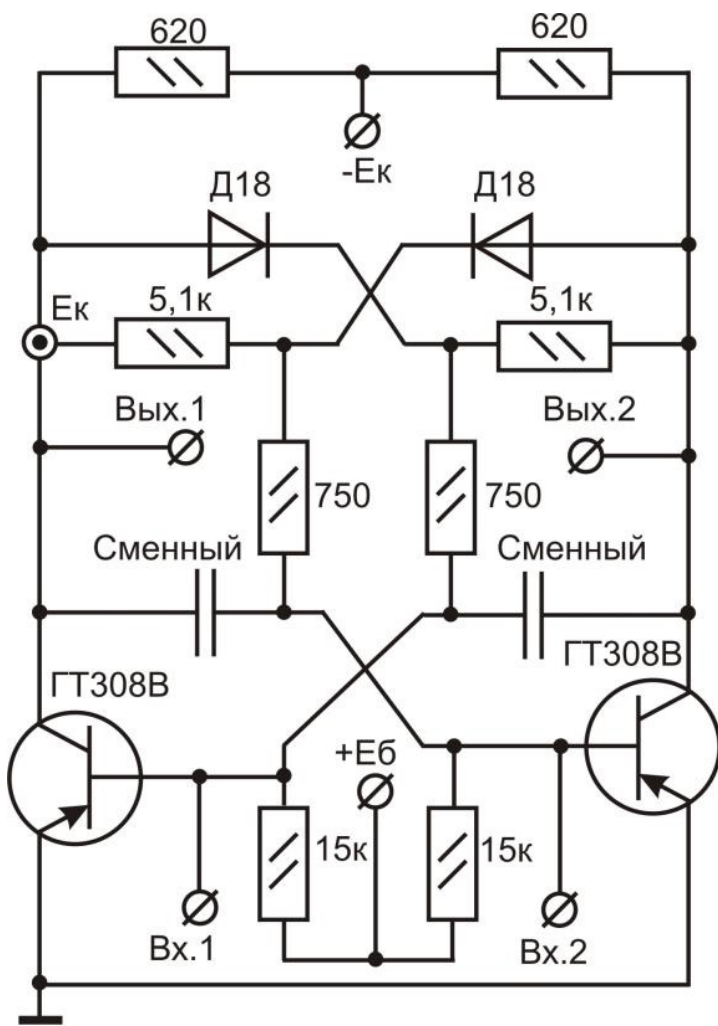 620
620
-Ек
Д18
Д18
Ек
5,1к
5,1к
Вых.1
Вых.2
750
750
Сменный
Сменный
ГТ308В
ГТ308В
+Еб
15к
15к
Вх.1
Вх.2